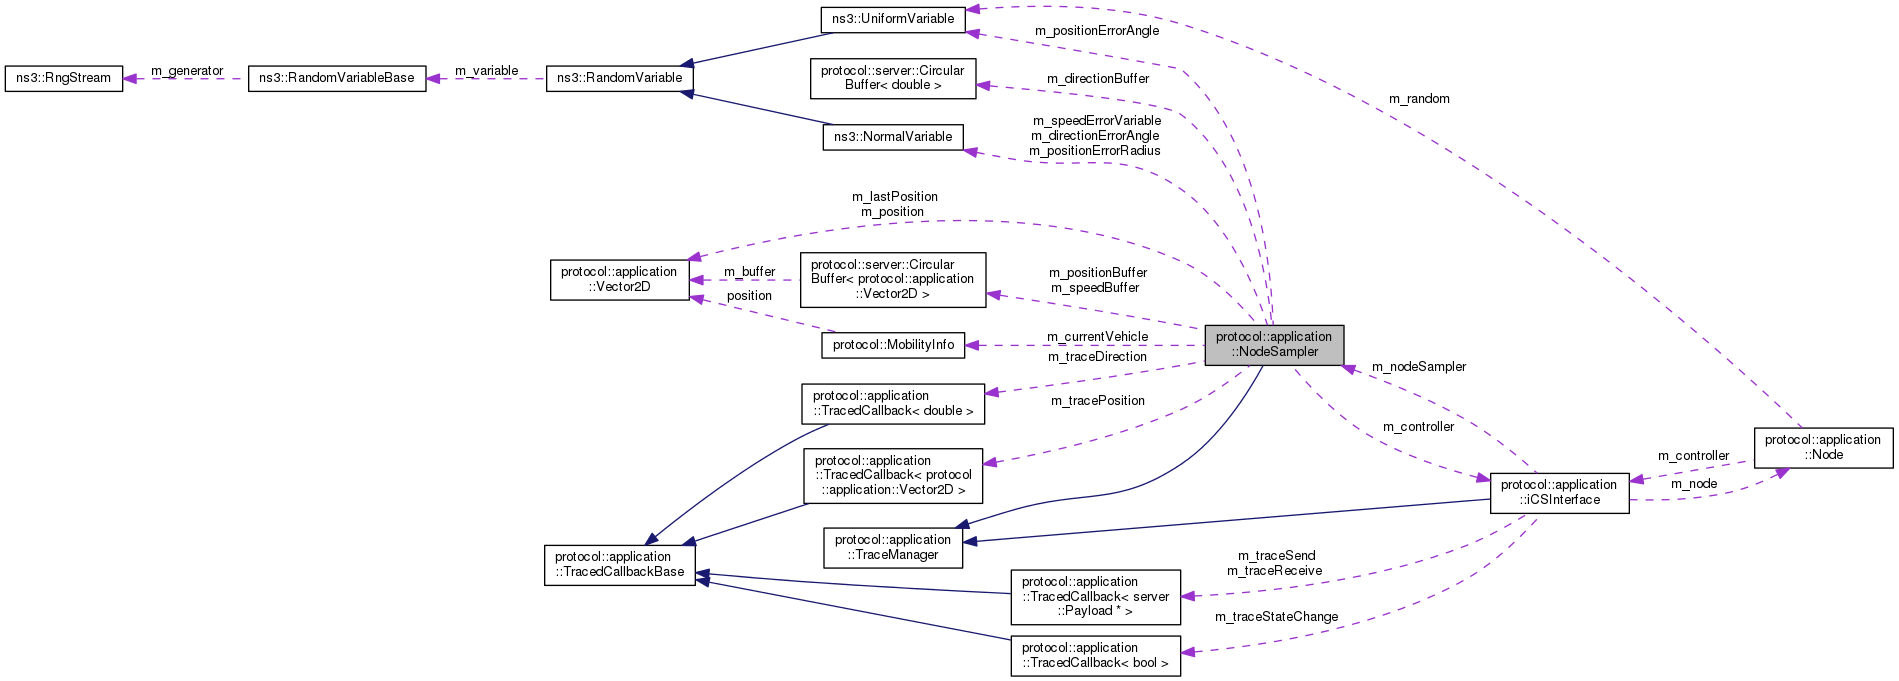 ns3::UniformVariable
m_positionErrorAngle
ns3::RngStream
m_generator
ns3::RandomVariableBase
m_variable
ns3::RandomVariable
protocol::server::Circular
Buffer< double >
m_directionBuffer
m_random
ns3::NormalVariable
m_speedErrorVariable
m_directionErrorAngle
m_positionErrorRadius
m_lastPosition
m_position
protocol::application
::Vector2D
m_buffer
position
protocol::server::Circular
Buffer< protocol::application
::Vector2D >
m_positionBuffer
m_speedBuffer
protocol::MobilityInfo
m_currentVehicle
m_traceDirection
protocol::application
::NodeSampler
m_nodeSampler
protocol::application
::TracedCallback< double >
m_tracePosition
m_controller
protocol::application
::TracedCallback< protocol
::application::Vector2D >
protocol::application
::iCSInterface
m_controller
m_node
protocol::application
::Node
protocol::application
::TraceManager
protocol::application
::TracedCallbackBase
m_traceSend
m_traceReceive
protocol::application
::TracedCallback< server
::Payload * >
m_traceStateChange
protocol::application
::TracedCallback< bool >